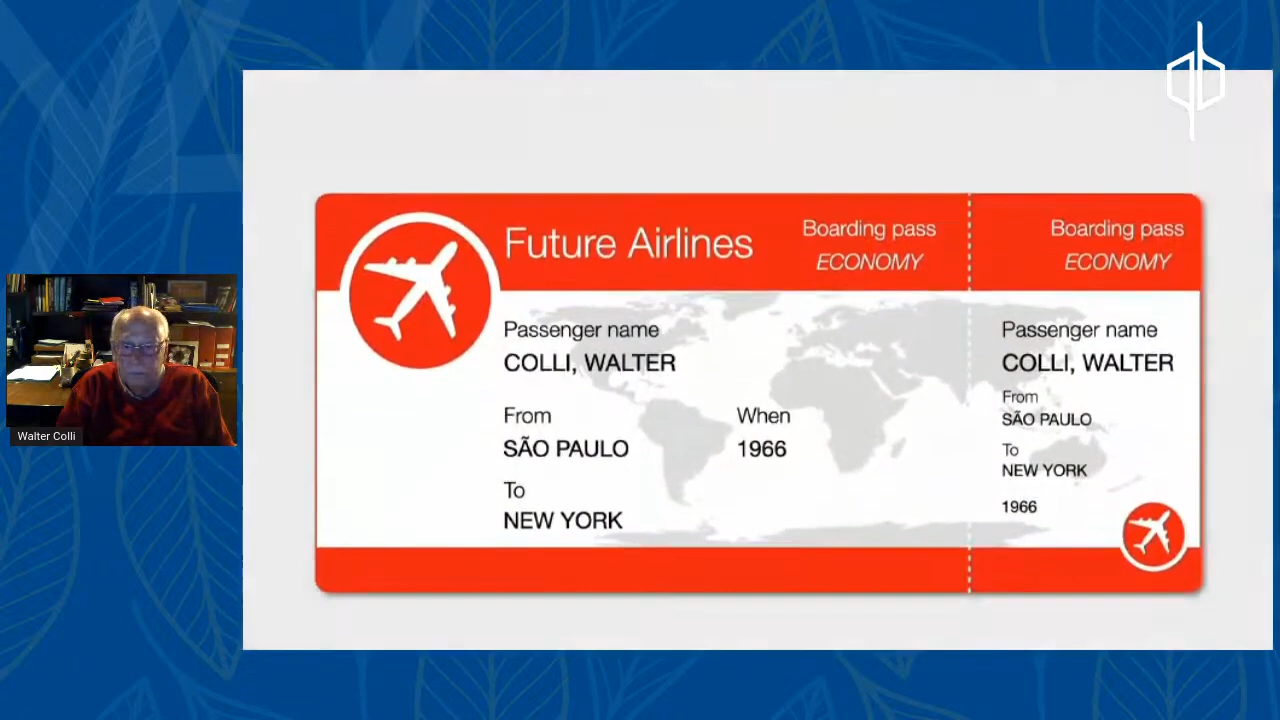 Future Airlines
Boarding pass
ECONOMY
Passenger name
COLLI, WALTER
From
SÃO PAULO
When
1966
To
NEW YORK
Boarding pass
ECONOMY
Passenger name
COLLI, WALTER
From
SÃO PAULO
To
NEW YORK
1966
Walter Colli